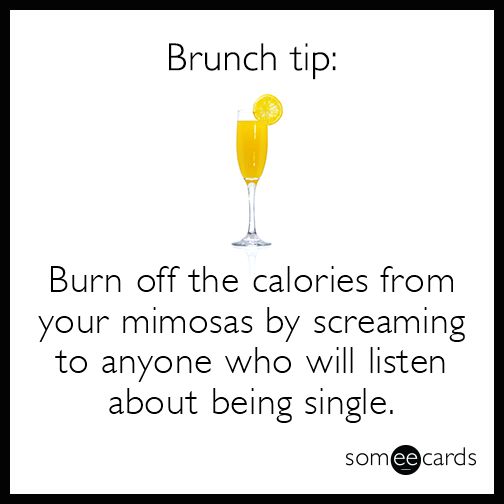 Brunch tip:
Burn off the calories from
your mimosas by screaming
to anyone who will listen
about being single.
someecards